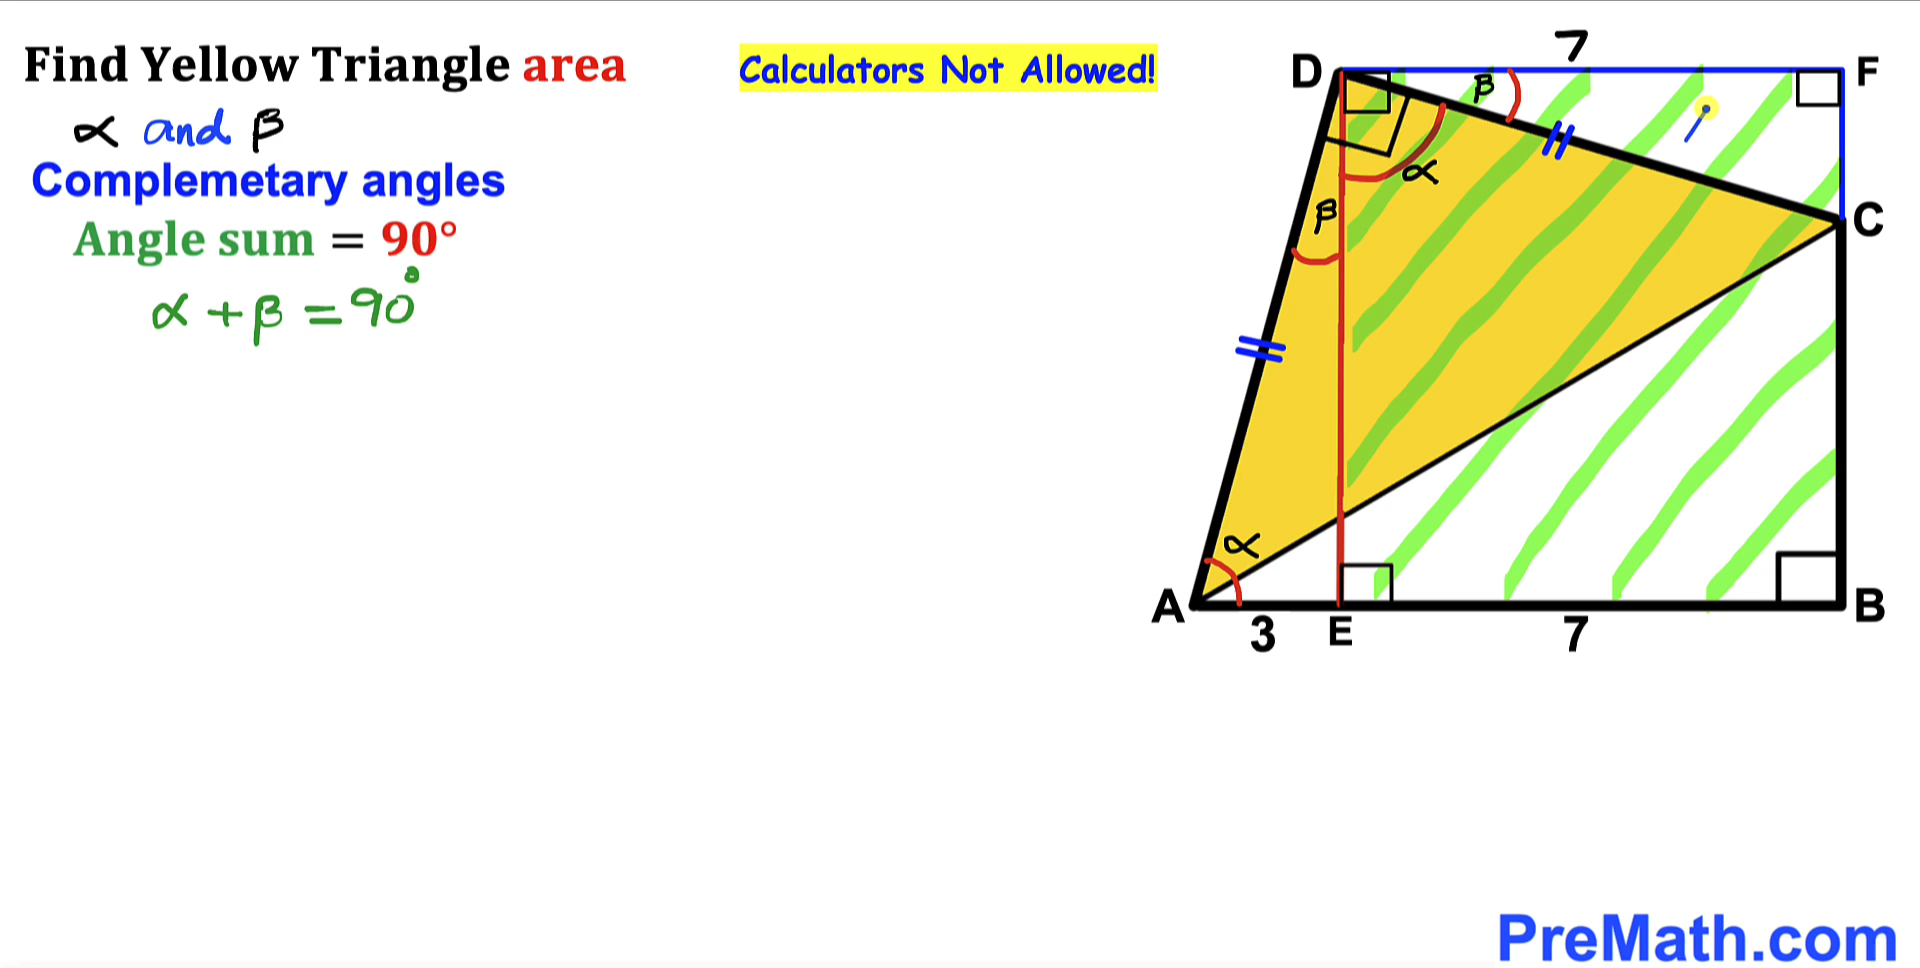 Find Yellow Triangle area
Calculators Not Allowed!
α and β
Complemetary angles
Angle sum = 90°
α + β = 90°
7
D
β
F
α
C
β
α
A
3
E
7
B
PreMath.com